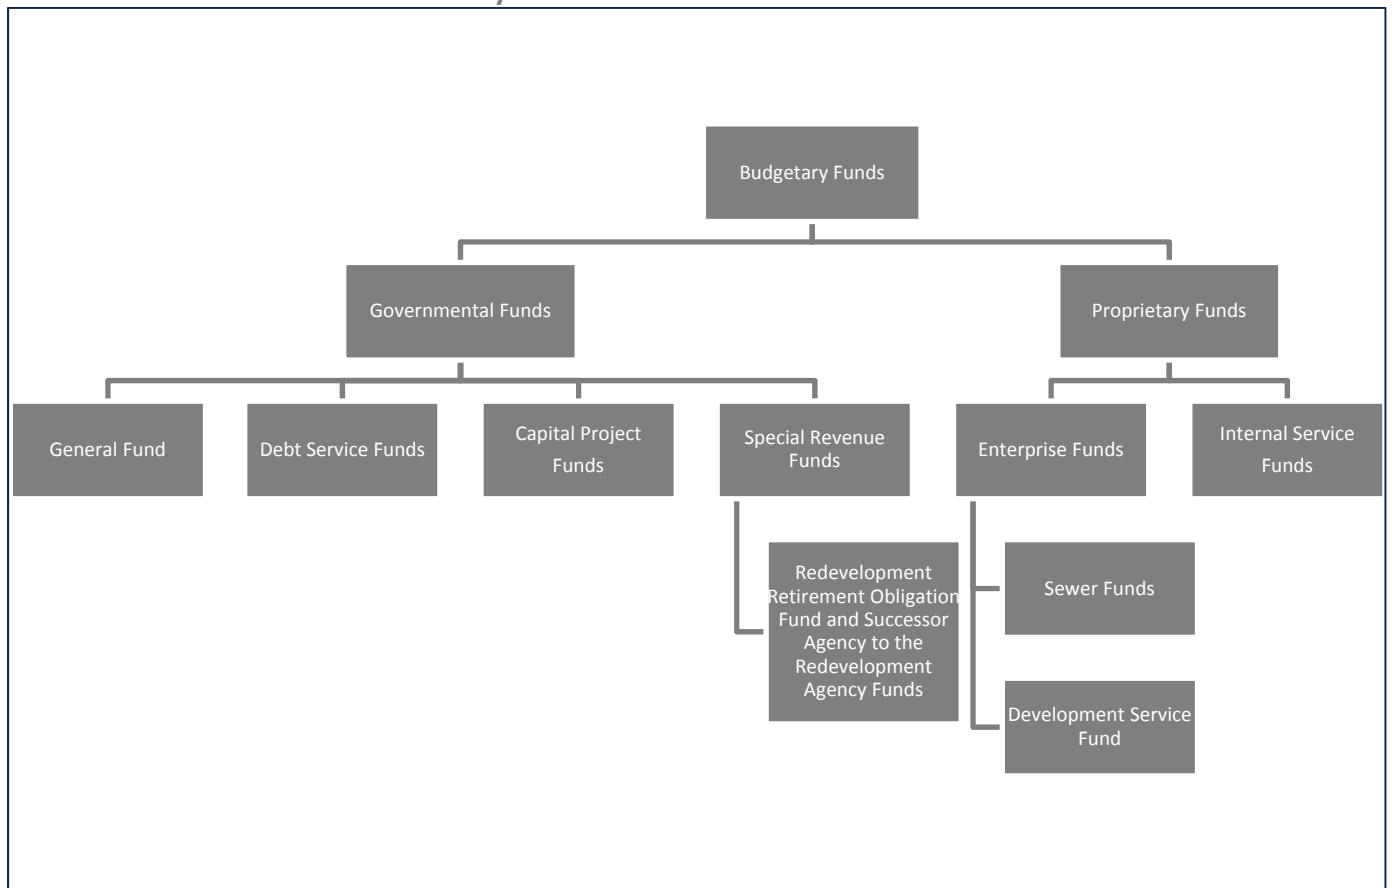 Budgetary Funds
Governmental Funds
Proprietary Funds
General Fund
Debt Service Funds
Capital Project
Funds
Special Revenue
Funds
Enterprise Funds
Internal Service
Funds
Redevelopment
Retirement Obligation
Fund and Successor
Agency to the
Redevelopment
Agency Funds
Sewer Funds
Development Service
Fund